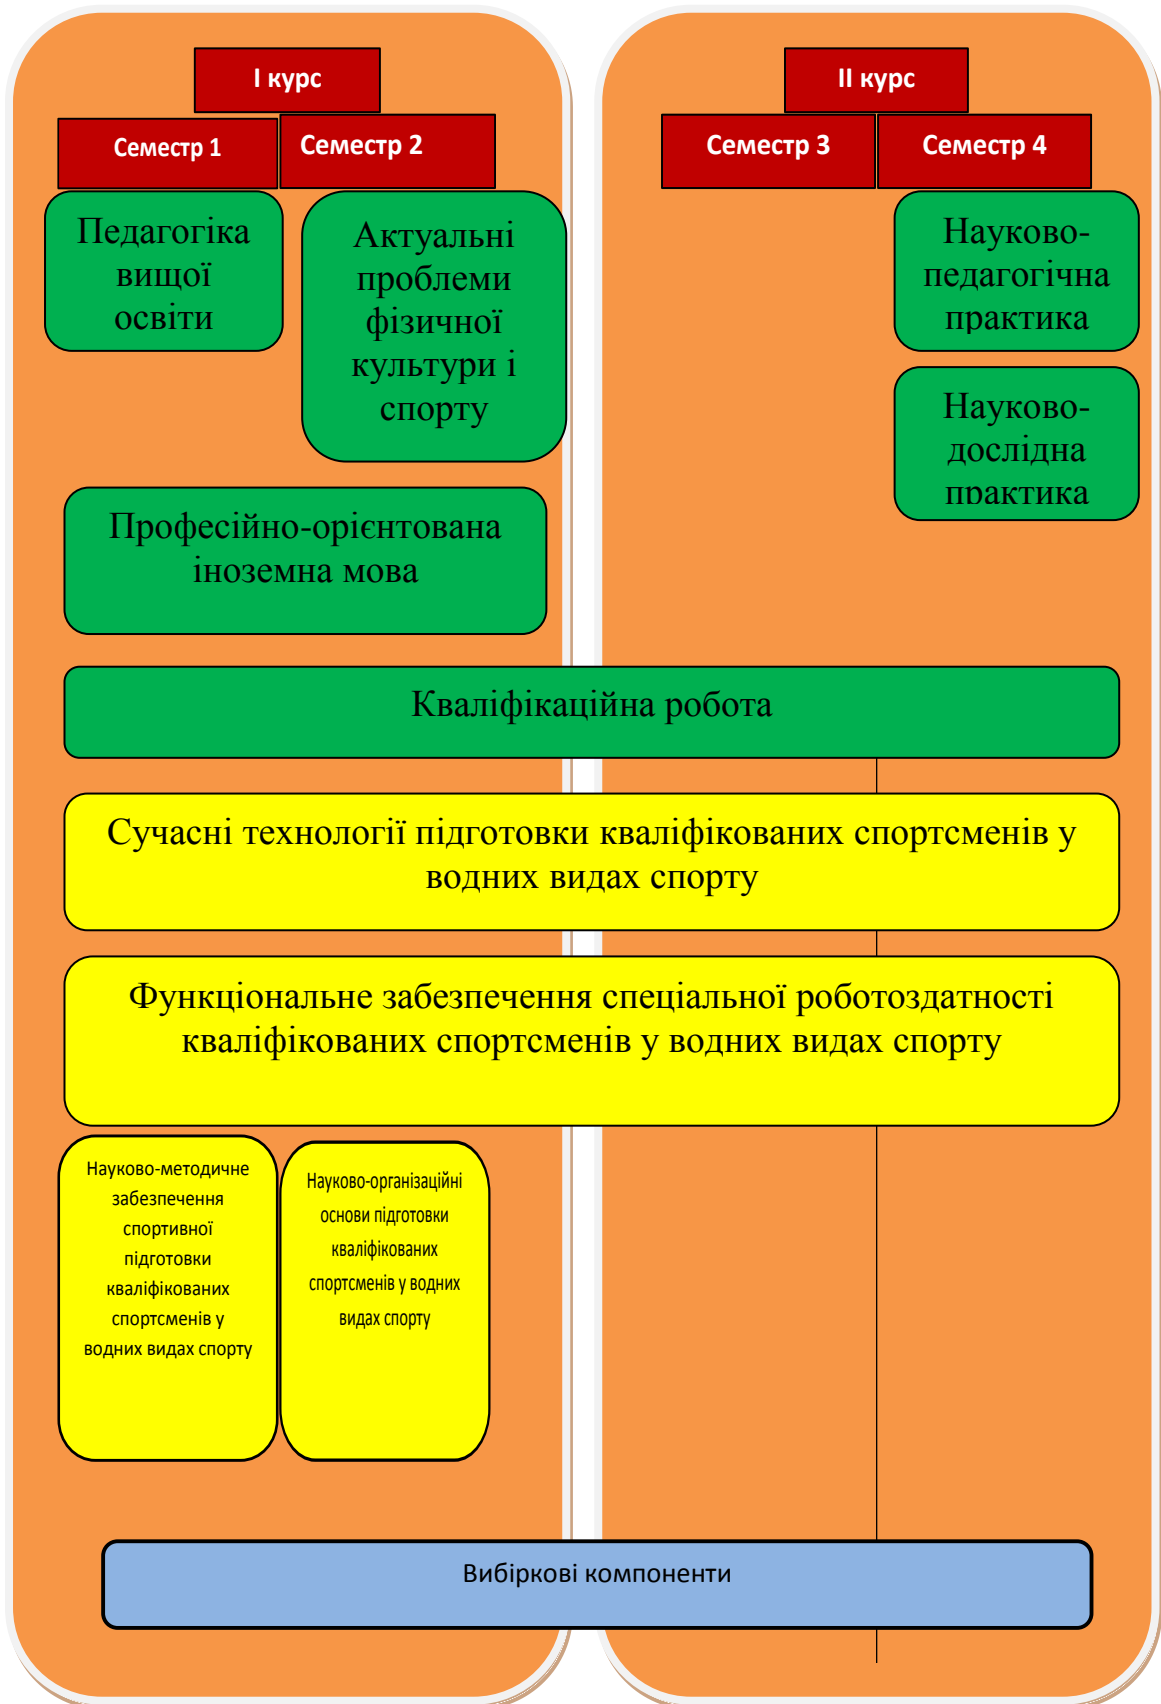 І курс
ІІ курс
Семестр 1
Семестр 2
Семестр 3
Семестр 4
Педагогіка
вищої
освіти
Актуальні
проблеми
фізичної
культури і
спорту
Науково-
педагогічна
практика
Науково-
дослідна
практика
Професійно-орієнтована
іноземна мова
Кваліфікаційна робота
Сучасні технології підготовки кваліфікованих спортсменів у
водних видах спорту
Функціональне забезпечення спеціальної роботоздатності
кваліфікованих спортсменів у водних видах спорту
Науково-методичне
забезпечення
спортивної
підготовки
кваліфікованих
спортсменів у
водних видах спорту
Науково-організаційні
основи підготовки
кваліфікованих
спортсменів у водних
видах спорту
Вибіркові компоненти